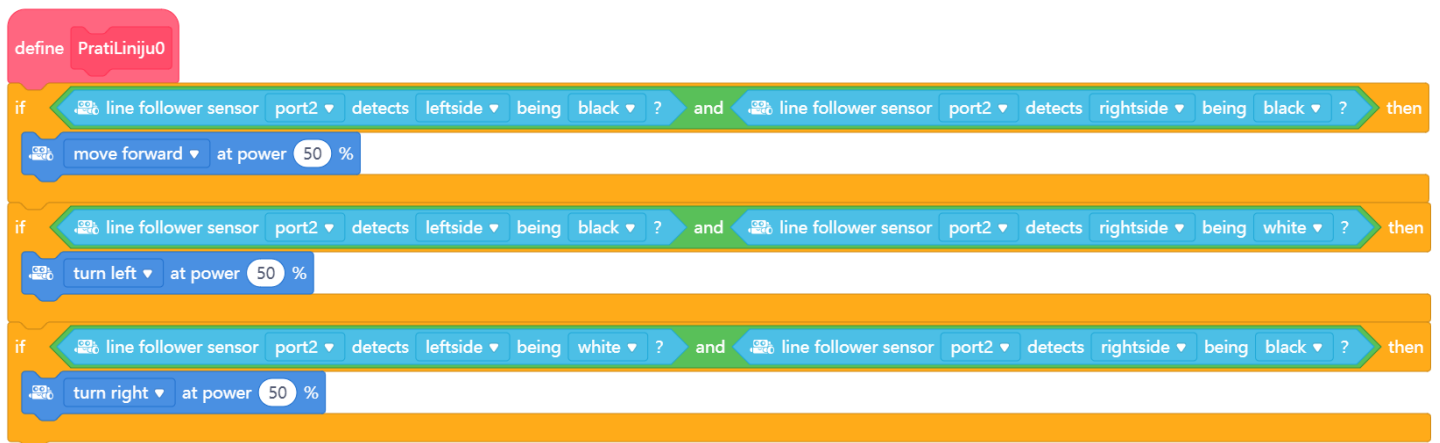 define PratiLiniju0
if line follower sensor port2 detects leftside being black ? and line follower sensor port2 detects rightside being black ? then
move forward at power 50 %
if line follower sensor port2 detects leftside being black ? and line follower sensor port2 detects rightside being white ? then
turn left at power 50 %
if line follower sensor port2 detects leftside being white ? and line follower sensor port2 detects rightside being black ? then
turn right at power 50 %